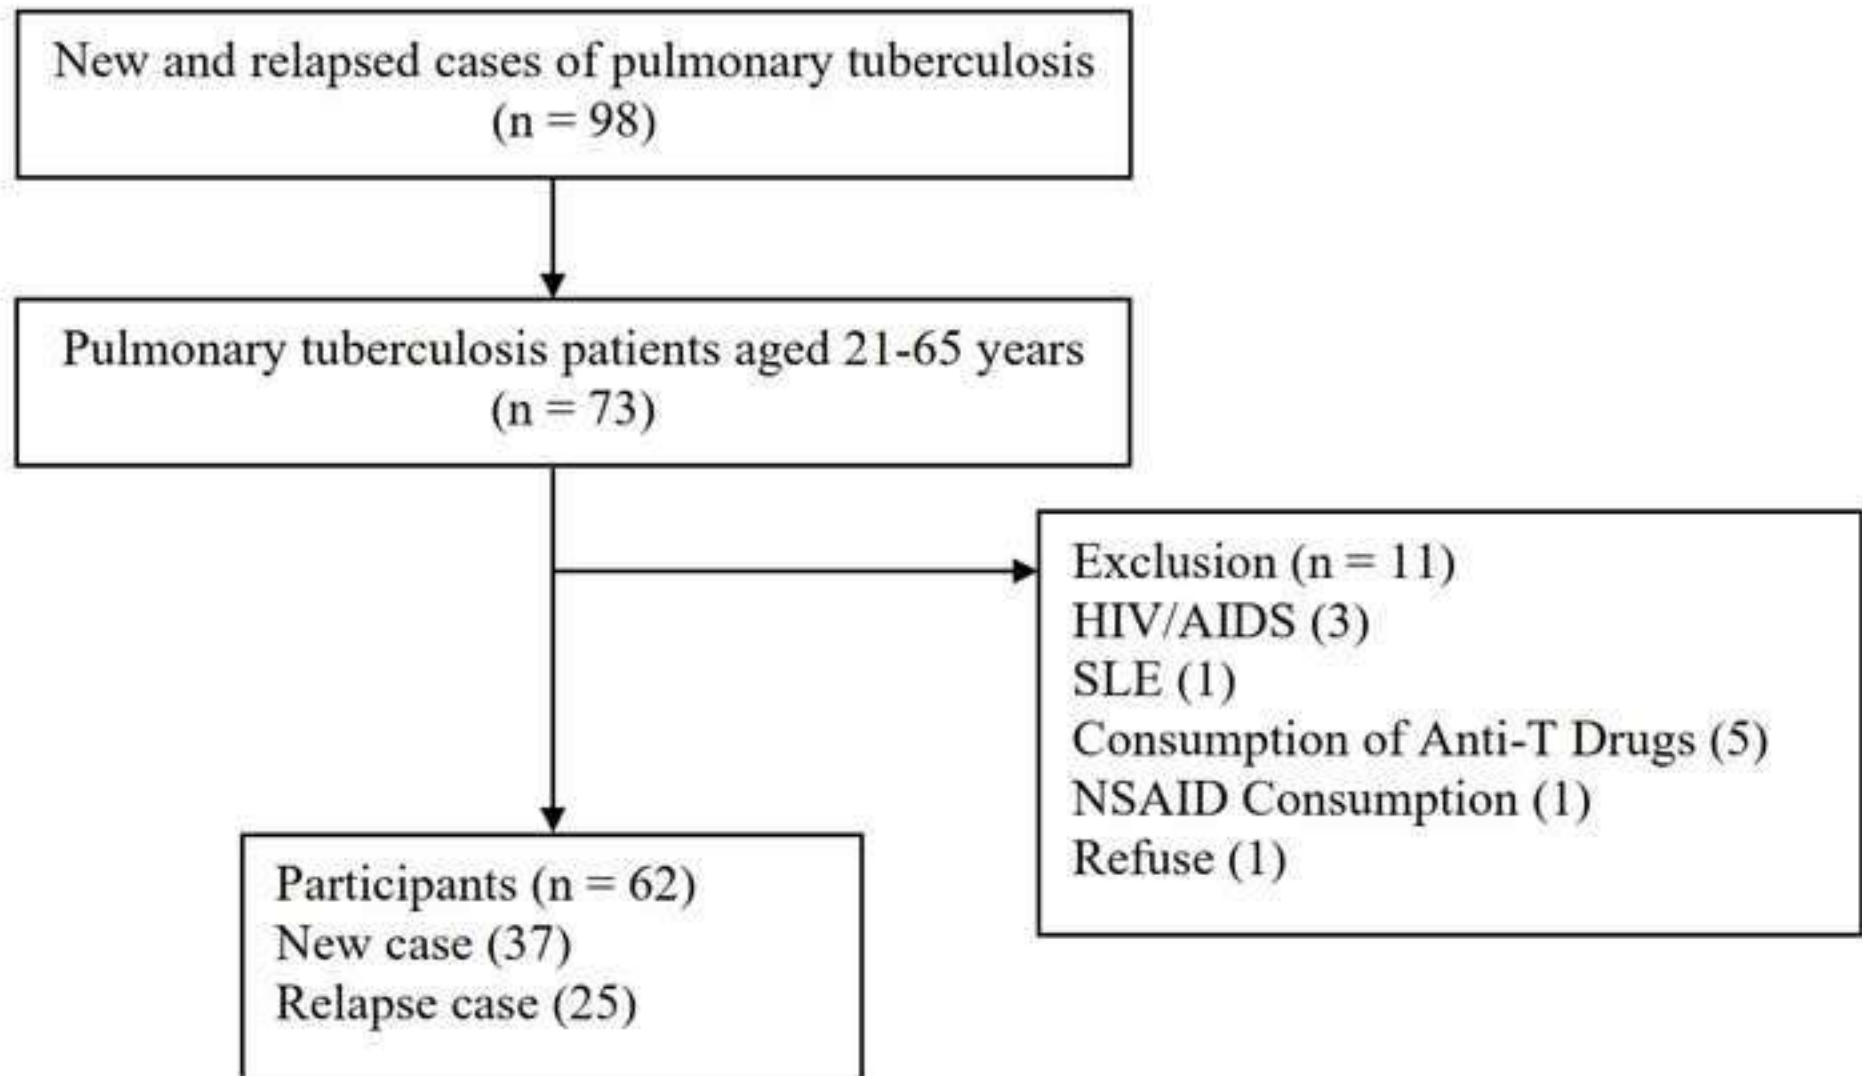 New and relapsed cases of pulmonary tuberculosis
(n = 98)
Pulmonary tuberculosis patients aged 21-65 years
(n = 73)
Exclusion (n = 11)
HIV/AIDS (3)
SLE (1)
Consumption of Anti-T Drugs (5)
NSAID Consumption (1)
Refuse (1)
Participants (n = 62)
New case (37)
Relapse case (25)